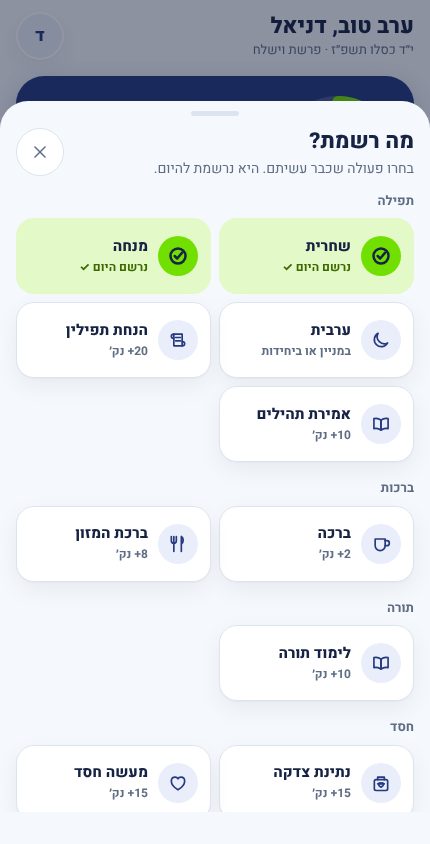 ערב טוב, דניאל
ד
י״ד כסלו תשפ״ז · פרשת וישלח
מה רשמת?
בחרו פעולה שכבר עשיתם. היא נרשמת להיום.
תפילה
שחרית
נרשם היום ✓
מנחה
נרשם היום ✓
ערבית
במניין או ביחידות
הנחת תפילין
+20 נק׳
אמירת תהילים
+10 נק׳
ברכות
ברכה
+2 נק׳
ברכת המזון
+8 נק׳
תורה
לימוד תורה
+10 נק׳
חסד
נתינת צדקה
+15 נק׳
מעשה חסד
+15 נק׳